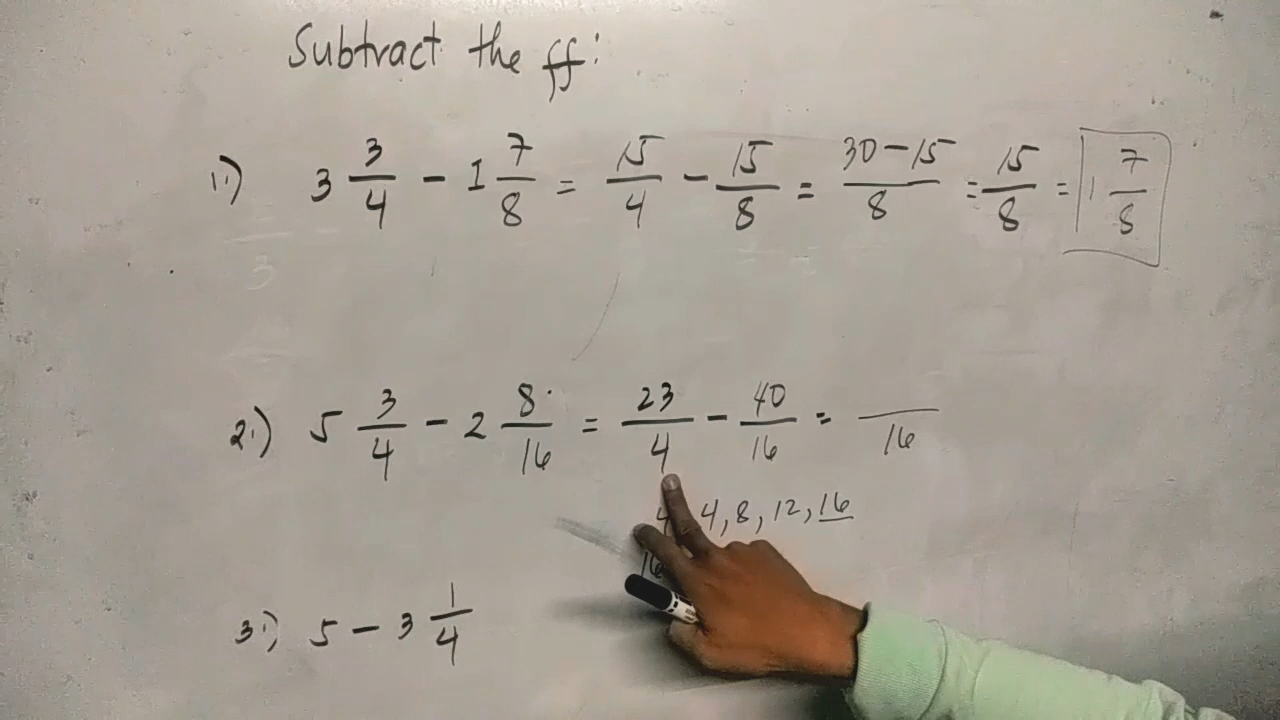 Subtract the ff:
1.) 3 3/4 - 1 7/8 = 15/4 - 15/8 = 30-15/8 = 15/8 = 1 7/8
2.) 5 3/4 - 2 8/16 = 23/4 - 40/16 = /16
4 4, 8, 12, 16
16
3.) 5 - 3 1/4